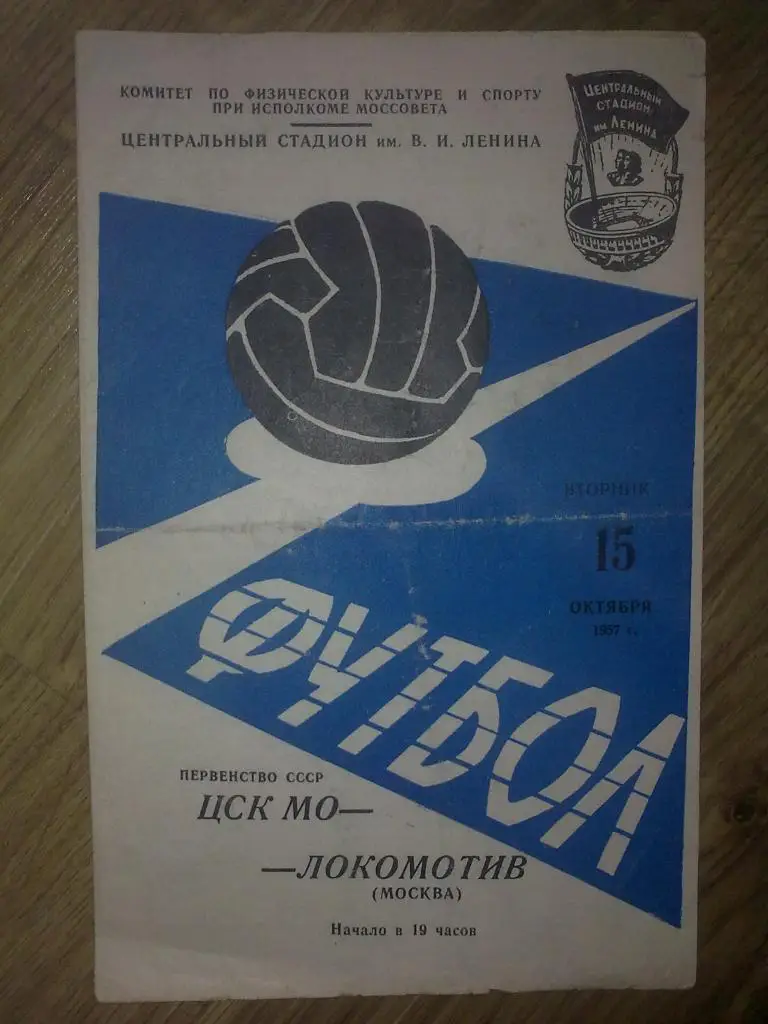 КОМИТЕТ ПО ФИЗИЧЕСКОЙ КУЛЬТУРЕ И СПОРТУ
ПРИ ИСПОЛКОМЕ МОССОВЕТА
ЦЕНТРАЛЬНЫЙ СТАДИОН им. В. И. ЛЕНИНА
ЦЕНТРАЛЬНЫЙ
СТАДИОН
ИМ ЛЕНИНА
ВТОРНИК
15
ОКТЯБРЯ
1957 г.
ФУТБОЛ
ПЕРВЕНСТВО СССР
ЦСК МО—
—ЛОКОМОТИВ
(МОСКВА)
Начало в 19 часов